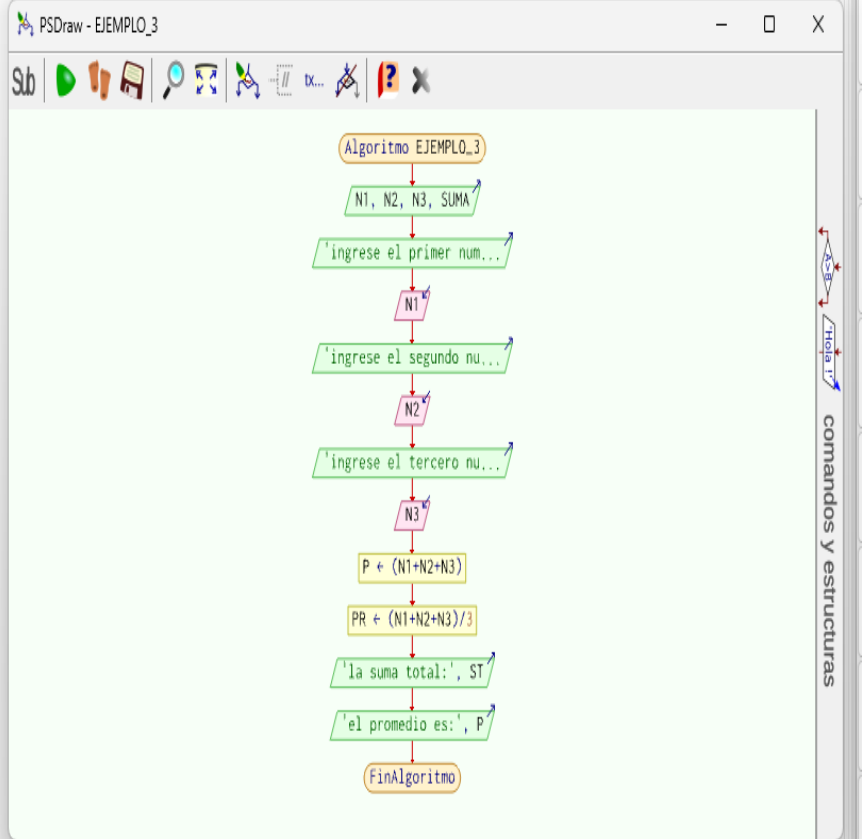 PSDraw - EJEMPLO_3
Sub
tx...
Algoritmo EJEMPLO_3
N1, N2, N3, SUMA
'ingrese el primer num...
N1
'ingrese el segundo nu...
N2
'ingrese el tercero nu...
N3
P ← (N1+N2+N3)
PR ← (N1+N2+N3)/3
'la suma total:', ST
'el promedio es:', P
FinAlgoritmo
A>B
'Hola !'
comandos y estructuras